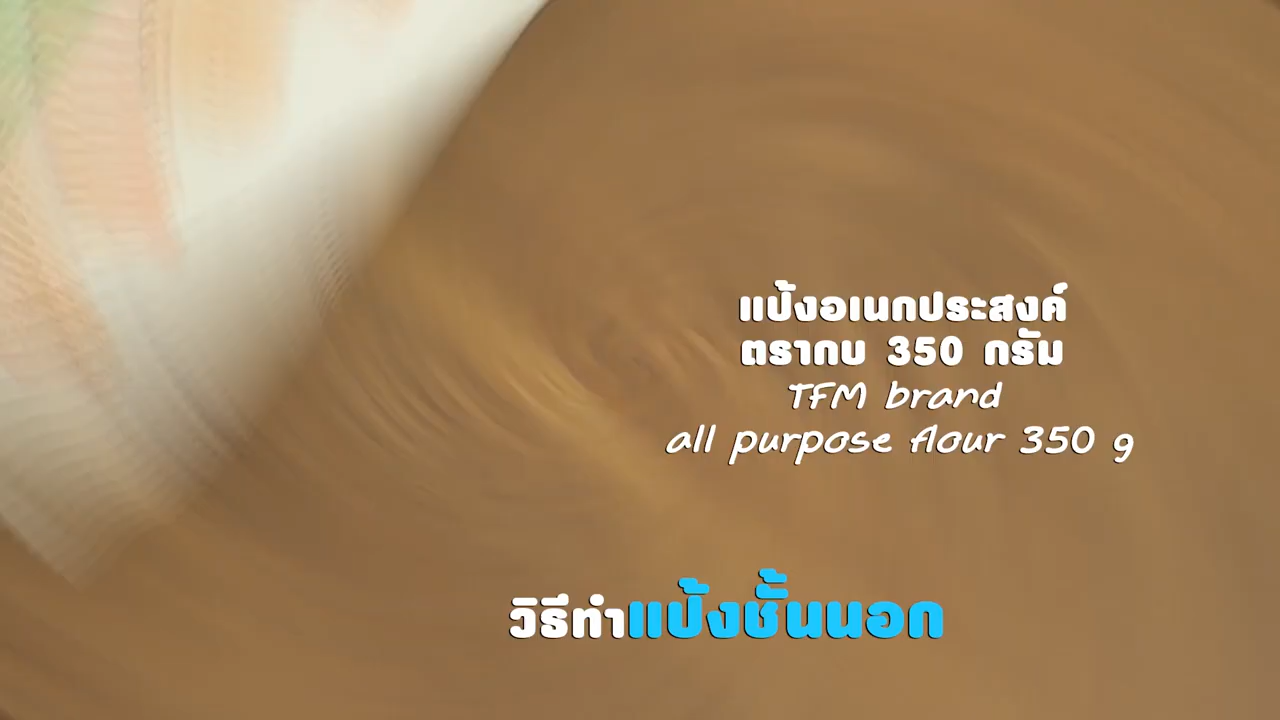 แป้งอเนกประสงค์
ตรากบ 350 กรัม
TFM brand
all purpose flour 350 g
วิธีทำแป้งชั้นนอก